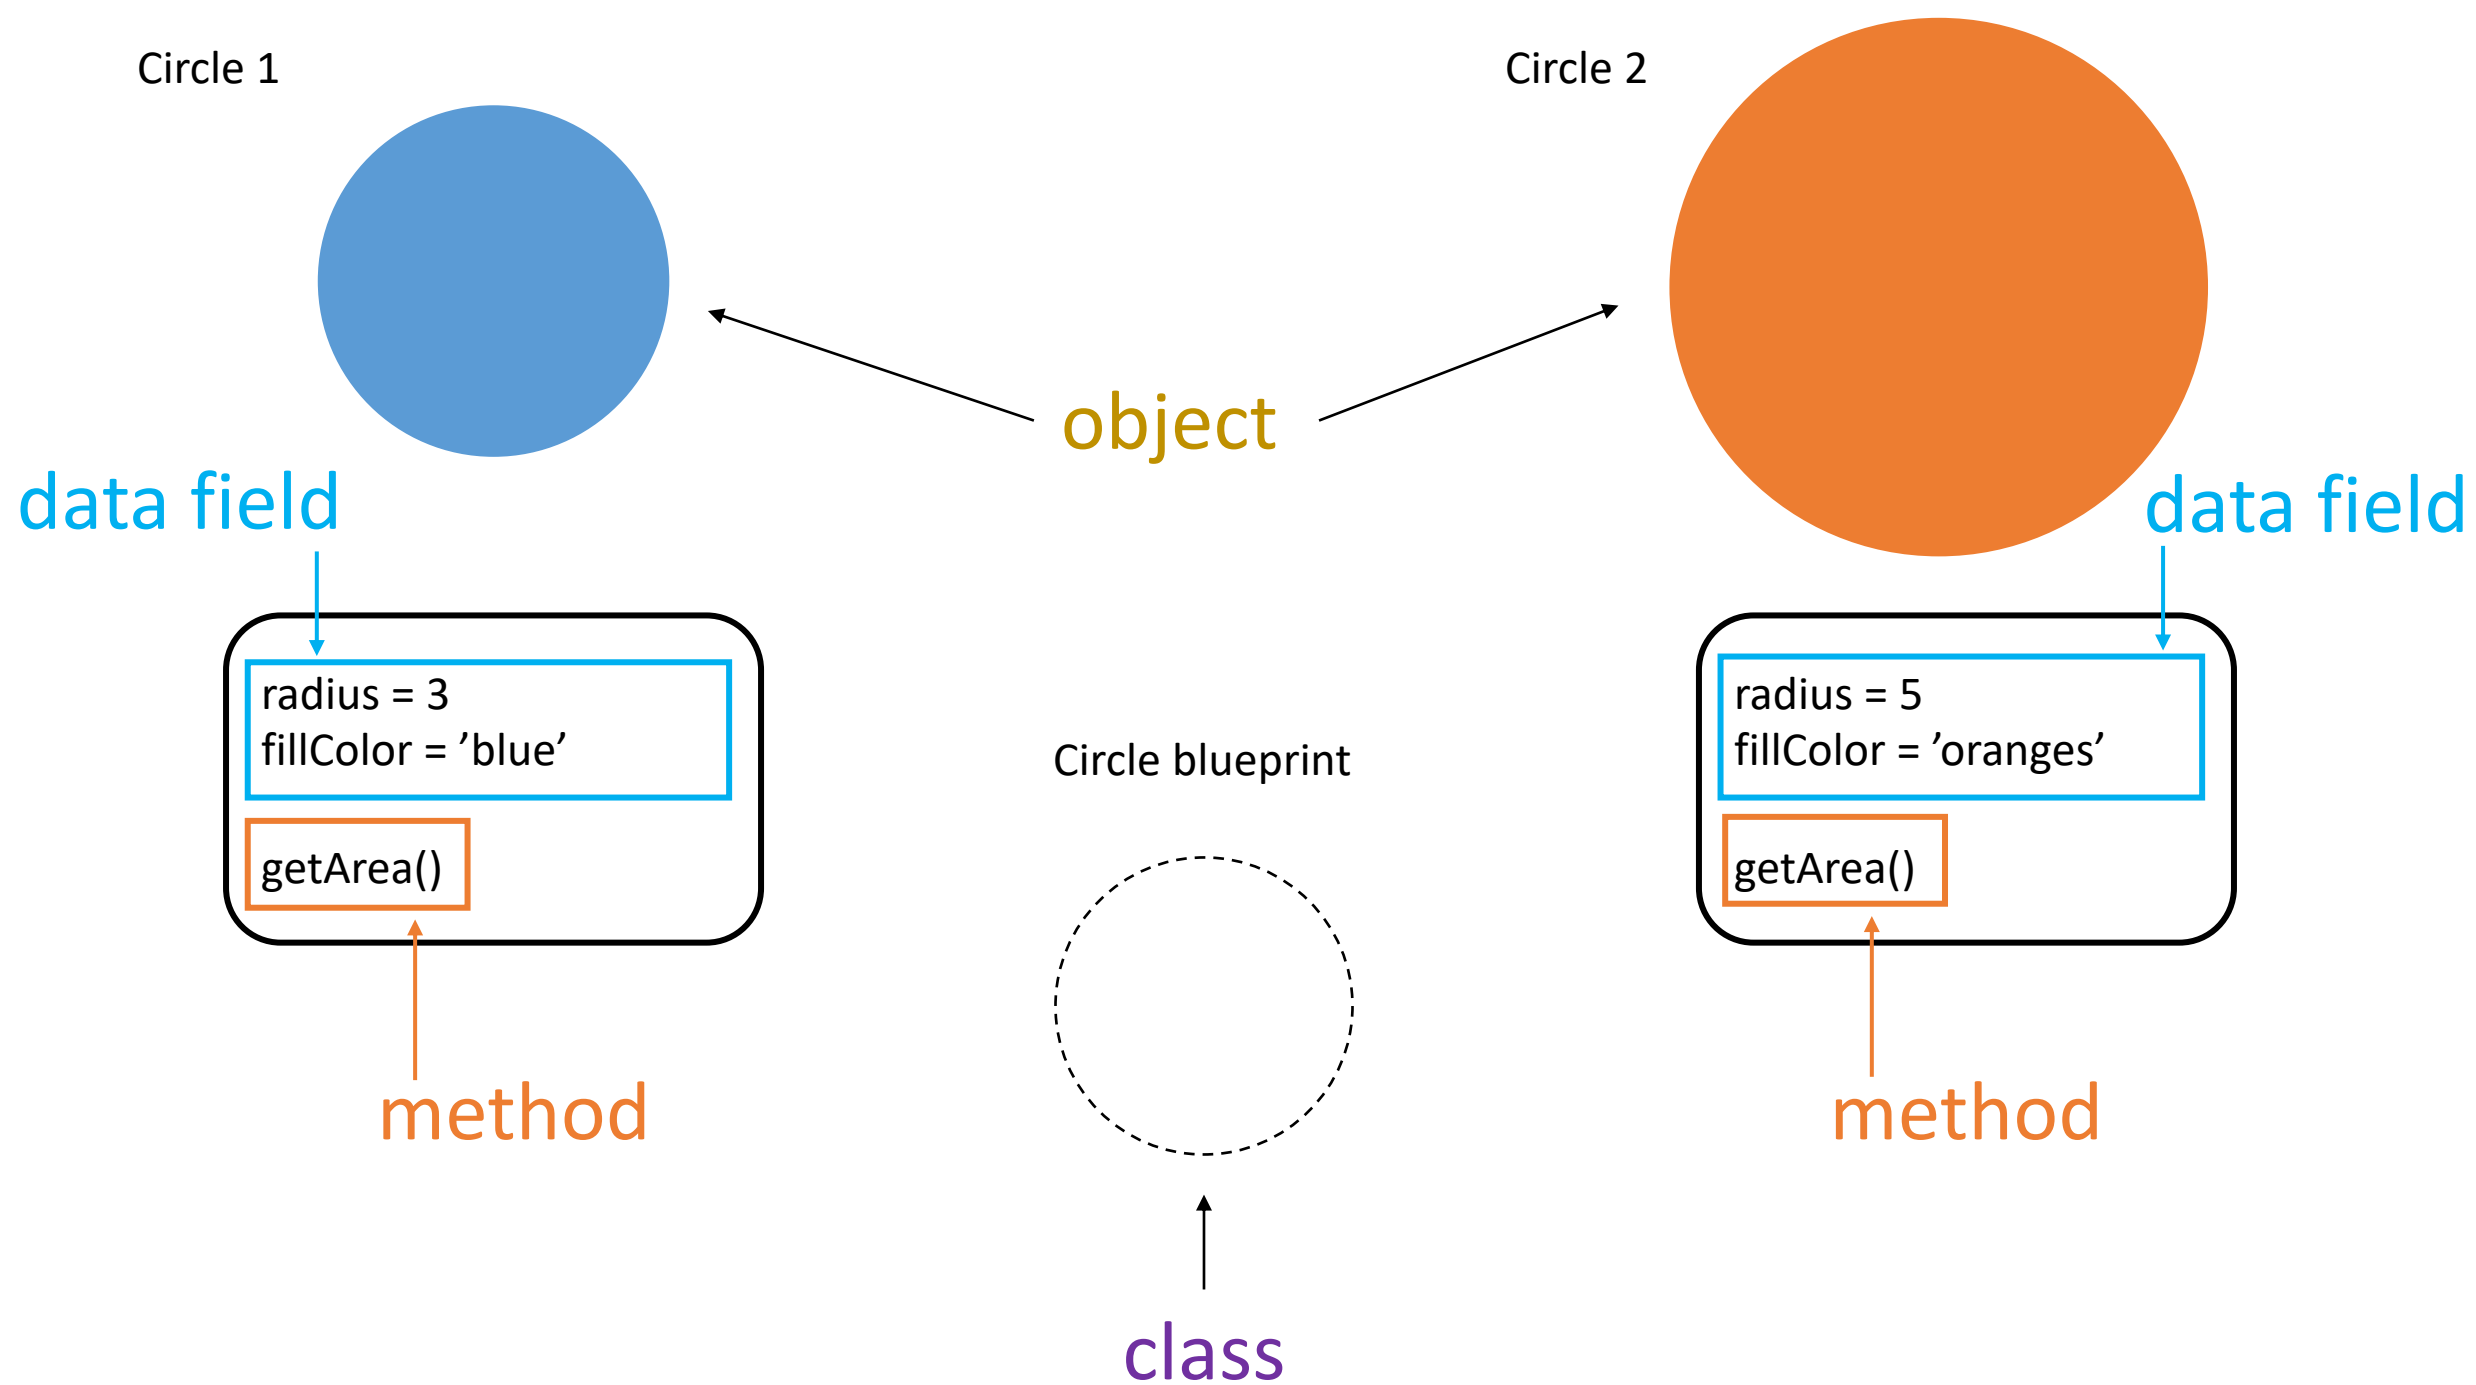 Circle 1
Circle 2
object
data field
data field
radius = 3
fillColor = ’blue’
getArea()
radius = 5
fillColor = ’oranges’
getArea()
Circle blueprint
method
method
class